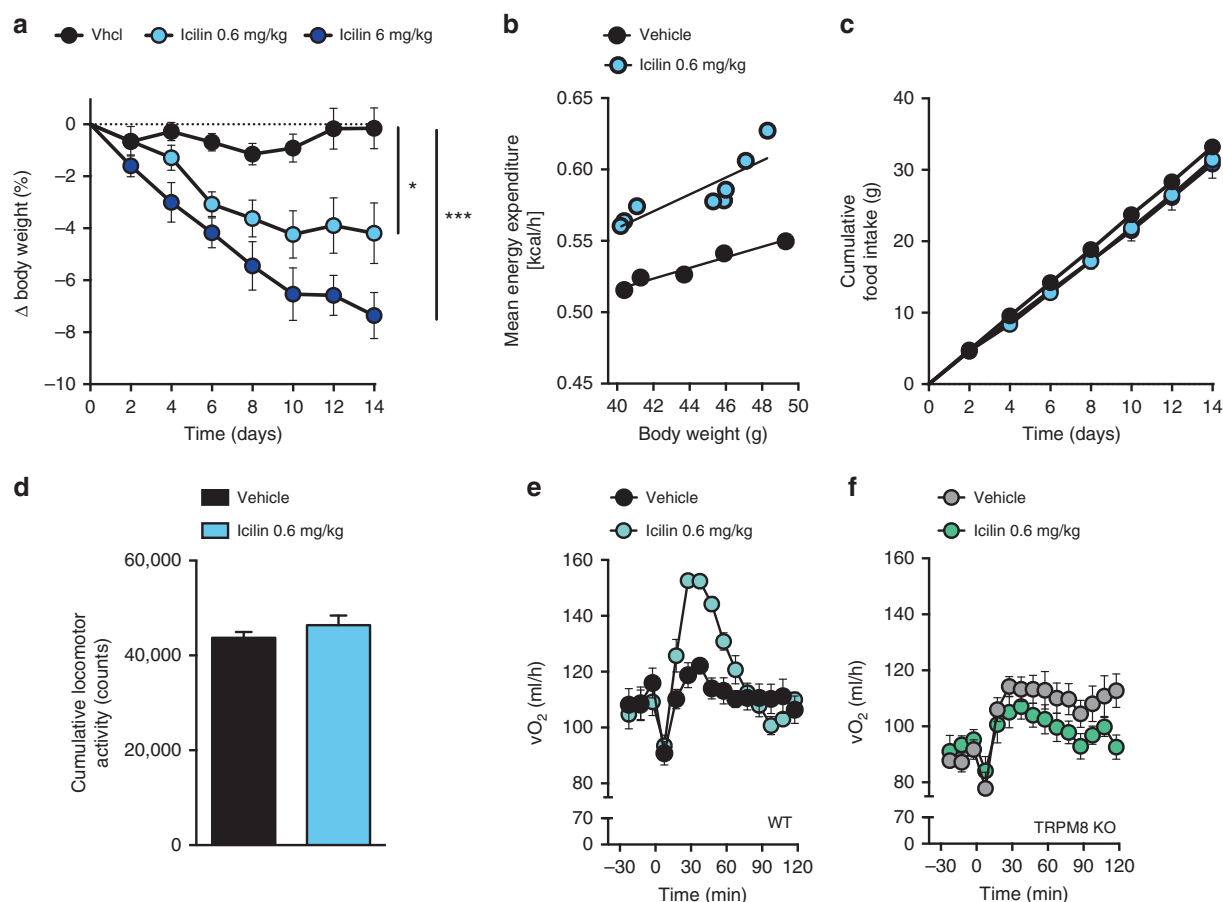 a
Vhcl
Icilin 0.6 mg/kg
Icilin 6 mg/kg
Δ body weight (%)
0
–2
–4
–6
–8
–10
0 2 4 6 8 10 12 14
Time (days)
*
***
b
Vehicle
Icilin 0.6 mg/kg
Mean energy expenditure
[kcal/h]
0.65
0.60
0.55
0.50
0.45
40 42 44 46 48 50
Body weight (g)
c
Cumulative
food intake (g)
40
30
20
10
0
0 2 4 6 8 10 12 14
Time (days)
d
Vehicle
Icilin 0.6 mg/kg
Cumulative locomotor
activity (counts)
60,000
40,000
20,000
0
e
Vehicle
Icilin 0.6 mg/kg
vO2 (ml/h)
160
140
120
100
80
70
0
WT
–30 0 30 60 90 120
Time (min)
f
Vehicle
Icilin 0.6 mg/kg
vO2 (ml/h)
160
140
120
100
80
70
0
TRPM8 KO
–30 0 30 60 90 120
Time (min)